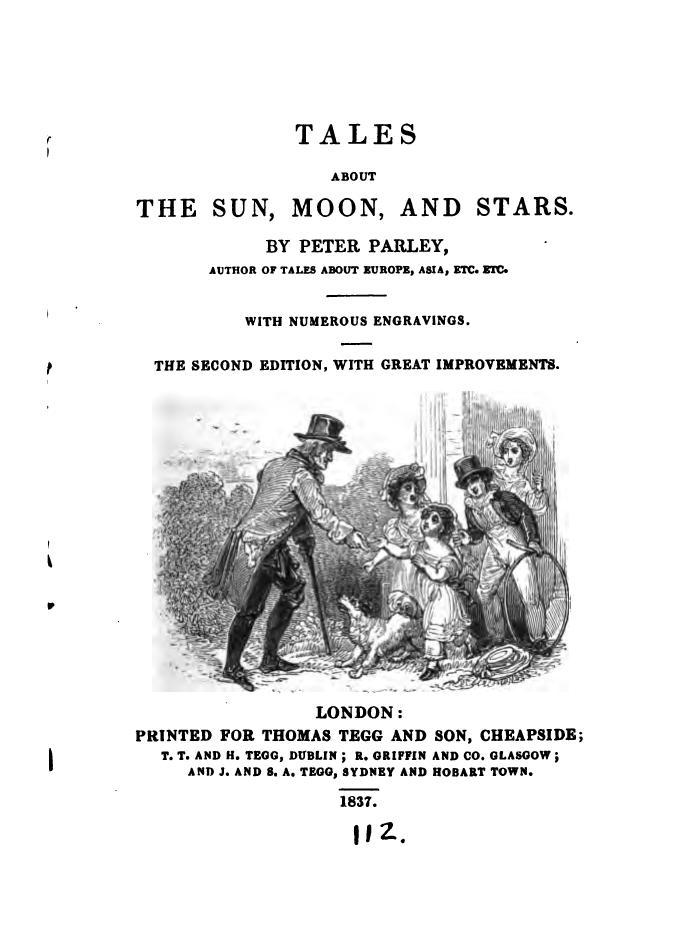 TALES
ABOUT
THE SUN, MOON, AND STARS.
BY PETER PARLEY,
AUTHOR OF TALES ABOUT EUROPE, ASIA, ETC. ETC.
WITH NUMEROUS ENGRAVINGS.
THE SECOND EDITION, WITH GREAT IMPROVEMENTS.
LONDON:
PRINTED FOR THOMAS TEGG AND SON, CHEAPSIDE;
T. T. AND H. TEGG, DUBLIN; R. GRIFFIN AND CO. GLASGOW;
AND J. AND S. A. TEGG, SYDNEY AND HOBART TOWN.
1837.
112.